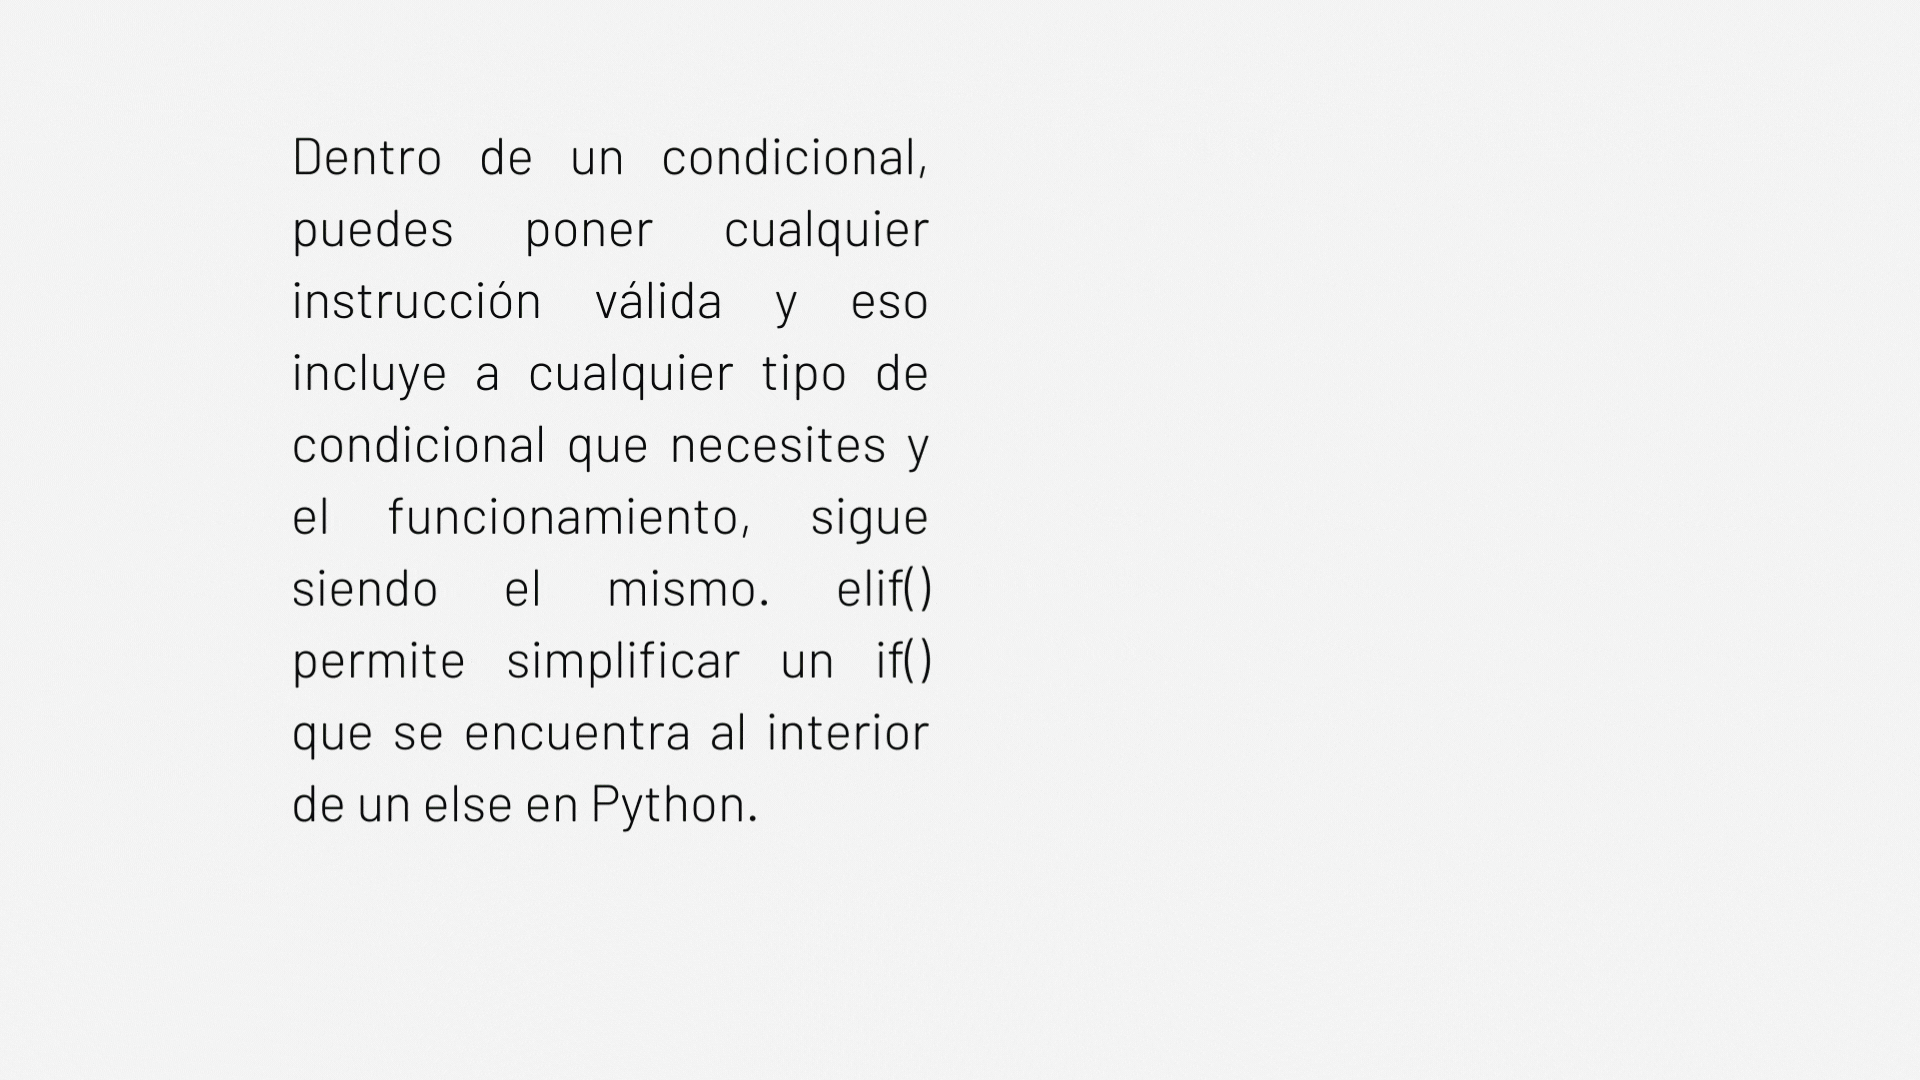 Dentro de un condicional,
puedes poner cualquier
instrucción válida y eso
incluye a cualquier tipo de
condicional que necesites y
el funcionamiento, sigue
siendo el mismo. elif()
permite simplificar un if()
que se encuentra al interior
de un else en Python.